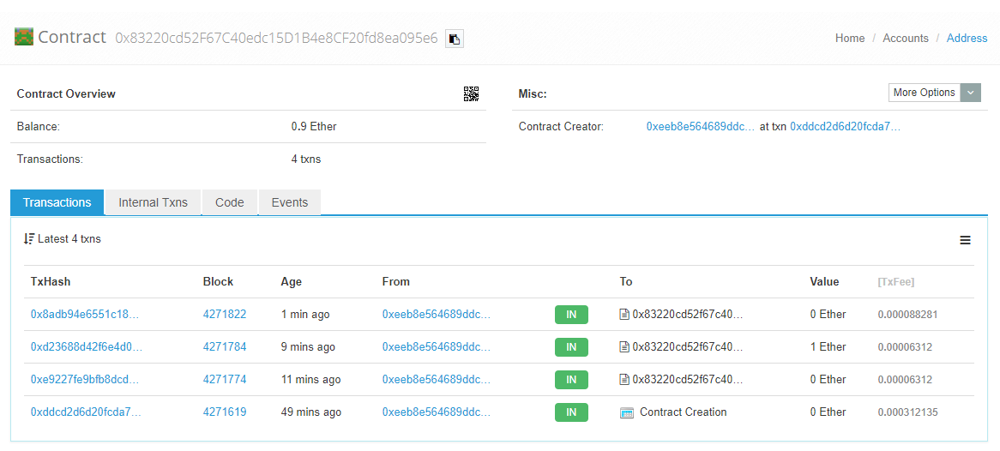 Contract 0x83220cd52F67C40edc15D1B4e8CF20fd8ea095e6
Home / Accounts / Address
Contract Overview
Misc:
More Options
Balance: 0.9 Ether
Contract Creator: 0xeeb8e564689ddc... at txn 0xddcd2d6d20fcda7...
Transactions: 4 txns
Transactions Internal Txns Code Events
Latest 4 txns
TxHash Block Age From To Value [TxFee]
0x8adb94e6551c18... 4271822 1 min ago 0xeeb8e564689ddc... IN 0x83220cd52f67c40... 0 Ether 0.000088281
0xd23688d42f6e4d0... 4271784 9 mins ago 0xeeb8e564689ddc... IN 0x83220cd52f67c40... 1 Ether 0.00006312
0xe9227fe9bfb8dcd... 4271774 11 mins ago 0xeeb8e564689ddc... IN 0x83220cd52f67c40... 0 Ether 0.00006312
0xddcd2d6d20fcda7... 4271619 49 mins ago 0xeeb8e564689ddc... IN Contract Creation 0 Ether 0.000312135